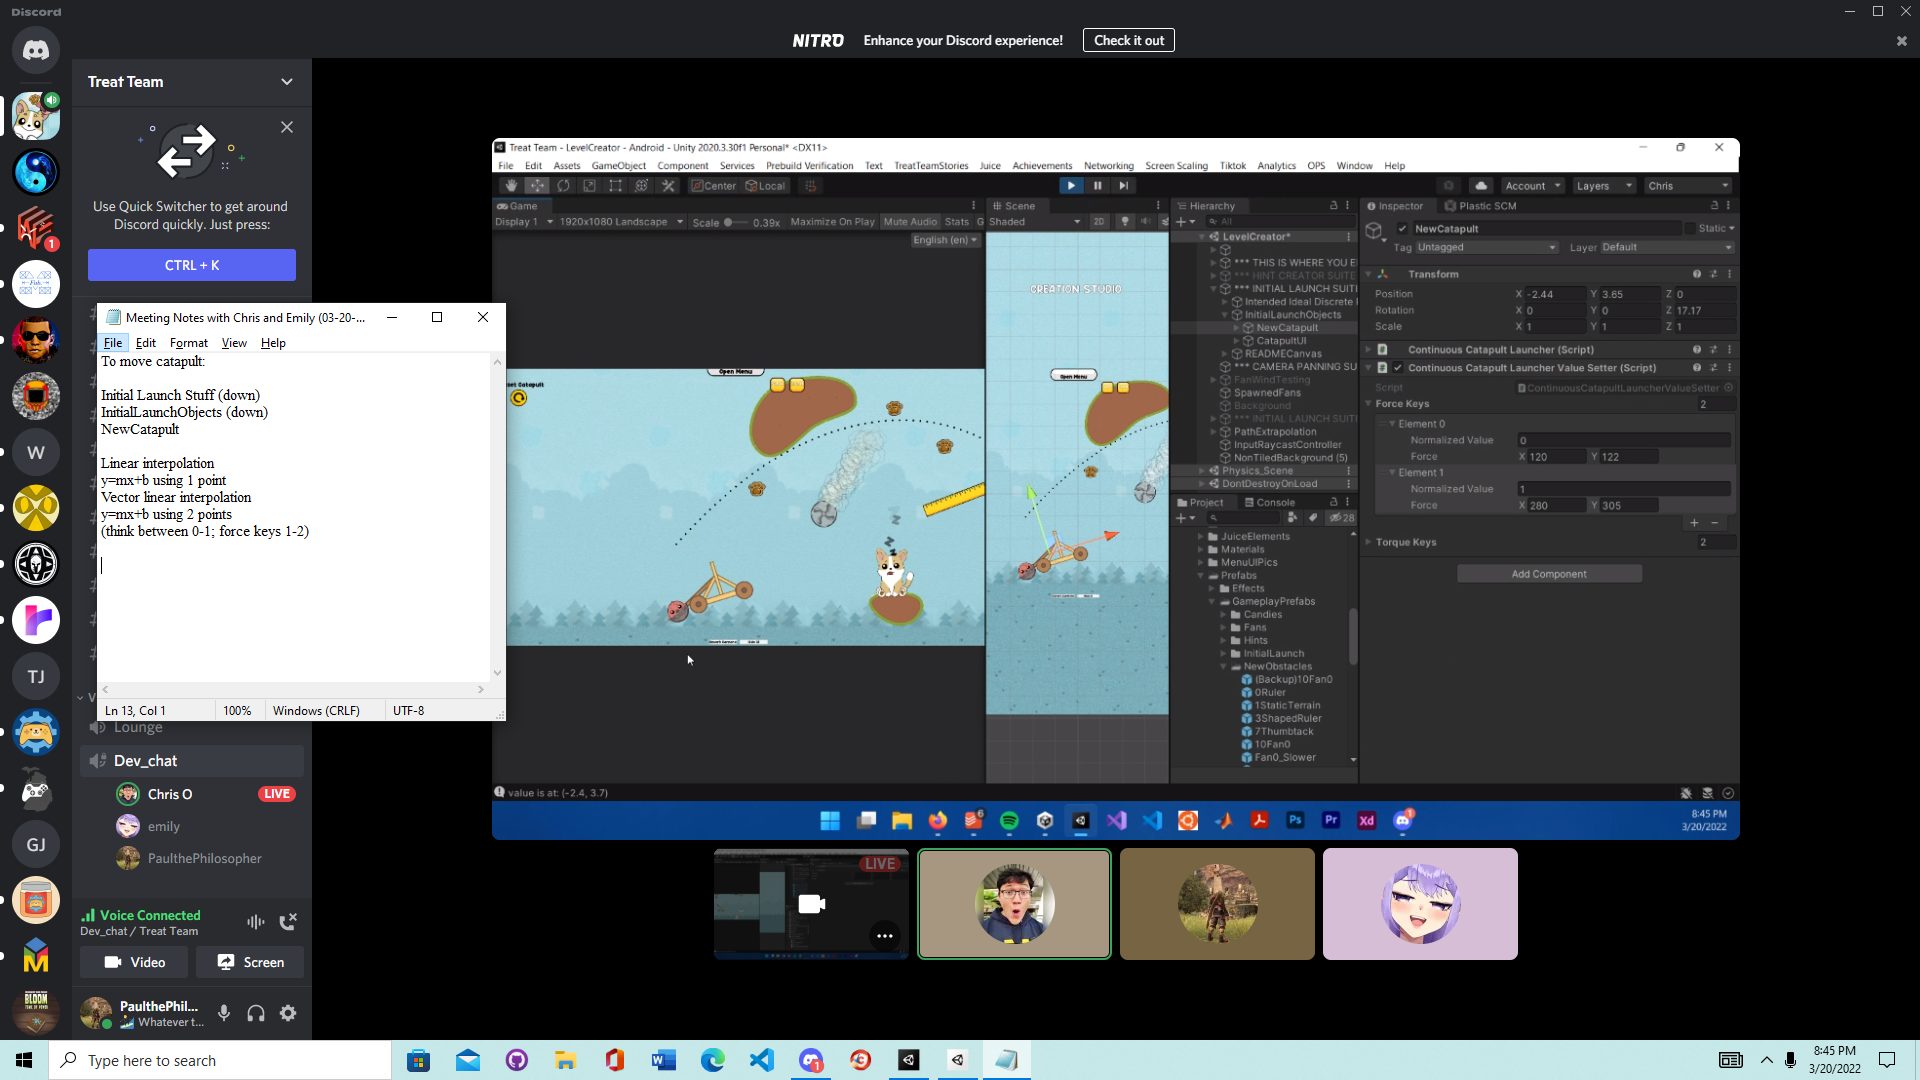 Discord
NITRO Enhance your Discord experience! Check it out
Treat Team
Use Quick Switcher to get around
Discord quickly. Just press:
CTRL + K
1
W
TJ
GJ
BLOOM
Meeting Notes with Chris and Emily (03-20-...
File Edit Format View Help
To move catapult:
Initial Launch Stuff (down)
InitialLaunchObjects (down)
NewCatapult
Linear interpolation
y=mx+b using 1 point
Vector linear interpolation
y=mx+b using 2 points
(think between 0-1; force keys 1-2)
Ln 13, Col 1 100% Windows (CRLF) UTF-8
Lounge
Dev_chat
Chris O LIVE
emily
PaulthePhilosopher
Voice Connected
Dev_chat / Treat Team
Video Screen
PaulthePhil...
Whatever t...
Treat Team - LevelCreator - Android - Unity 2020.3.30f1 Personal* <DX11>
File Edit Assets GameObject Component Services Prebuild Verification Text TreatTeamStories Juice Achievements Networking Screen Scaling Tiktok Analytics OPS Window Help
Center Local Account Layers Chris
Game
Display 1 1920x1080 Landscape Scale 0.39x Maximize On Play Mute Audio Stats G
English (en)
Open Menu
Scene
Shaded 2D
CREATION STUDIO
Open Menu
Hierarchy
All
LevelCreator*
*** THIS IS WHERE YOU E
*** HINT CREATOR SUITE
*** INITIAL LAUNCH SUIT
Intended Ideal Discrete
InitialLaunchObjects
NewCatapult
CatapultUI
READMECanvas
*** CAMERA PANNING SU
FanWindTesting
SpawnedFans
Background
*** INITIAL LAUNCH SUIT
PathExtrapolation
InputRaycastController
NonTiledBackground (5)
Physics_Scene
DontDestroyOnLoad
Project Console
28
JuiceElements
Materials
MenuUIPics
Prefabs
Effects
GameplayPrefabs
Candies
Fans
Hints
InitialLaunch
NewObstacles
(Backup)10Fan0
0Ruler
1StaticTerrain
3ShapedRuler
7Thumbtack
10Fan0
Fan0_Slower
Inspector Plastic SCM
NewCatapult Static
Tag Untagged Layer Default
Transform
Position X -2.44 Y 3.65 Z 0
Rotation X 0 Y 0 Z 17.17
Scale X 1 Y 1 Z 1
Continuous Catapult Launcher (Script)
Continuous Catapult Launcher Value Setter (Script)
Script ContinuousCatapultLauncherValueSetter
Force Keys 2
Element 0
Normalized Value 0
Force X 120 Y 122
Element 1
Normalized Value 1
Force X 280 Y 305
Torque Keys 2
Add Component
value is at: (-2.4, 3.7)
6
Ps Pr Xd
1
8:45 PM
3/20/2022
LIVE
Type here to search
1
8:45 PM
3/20/2022